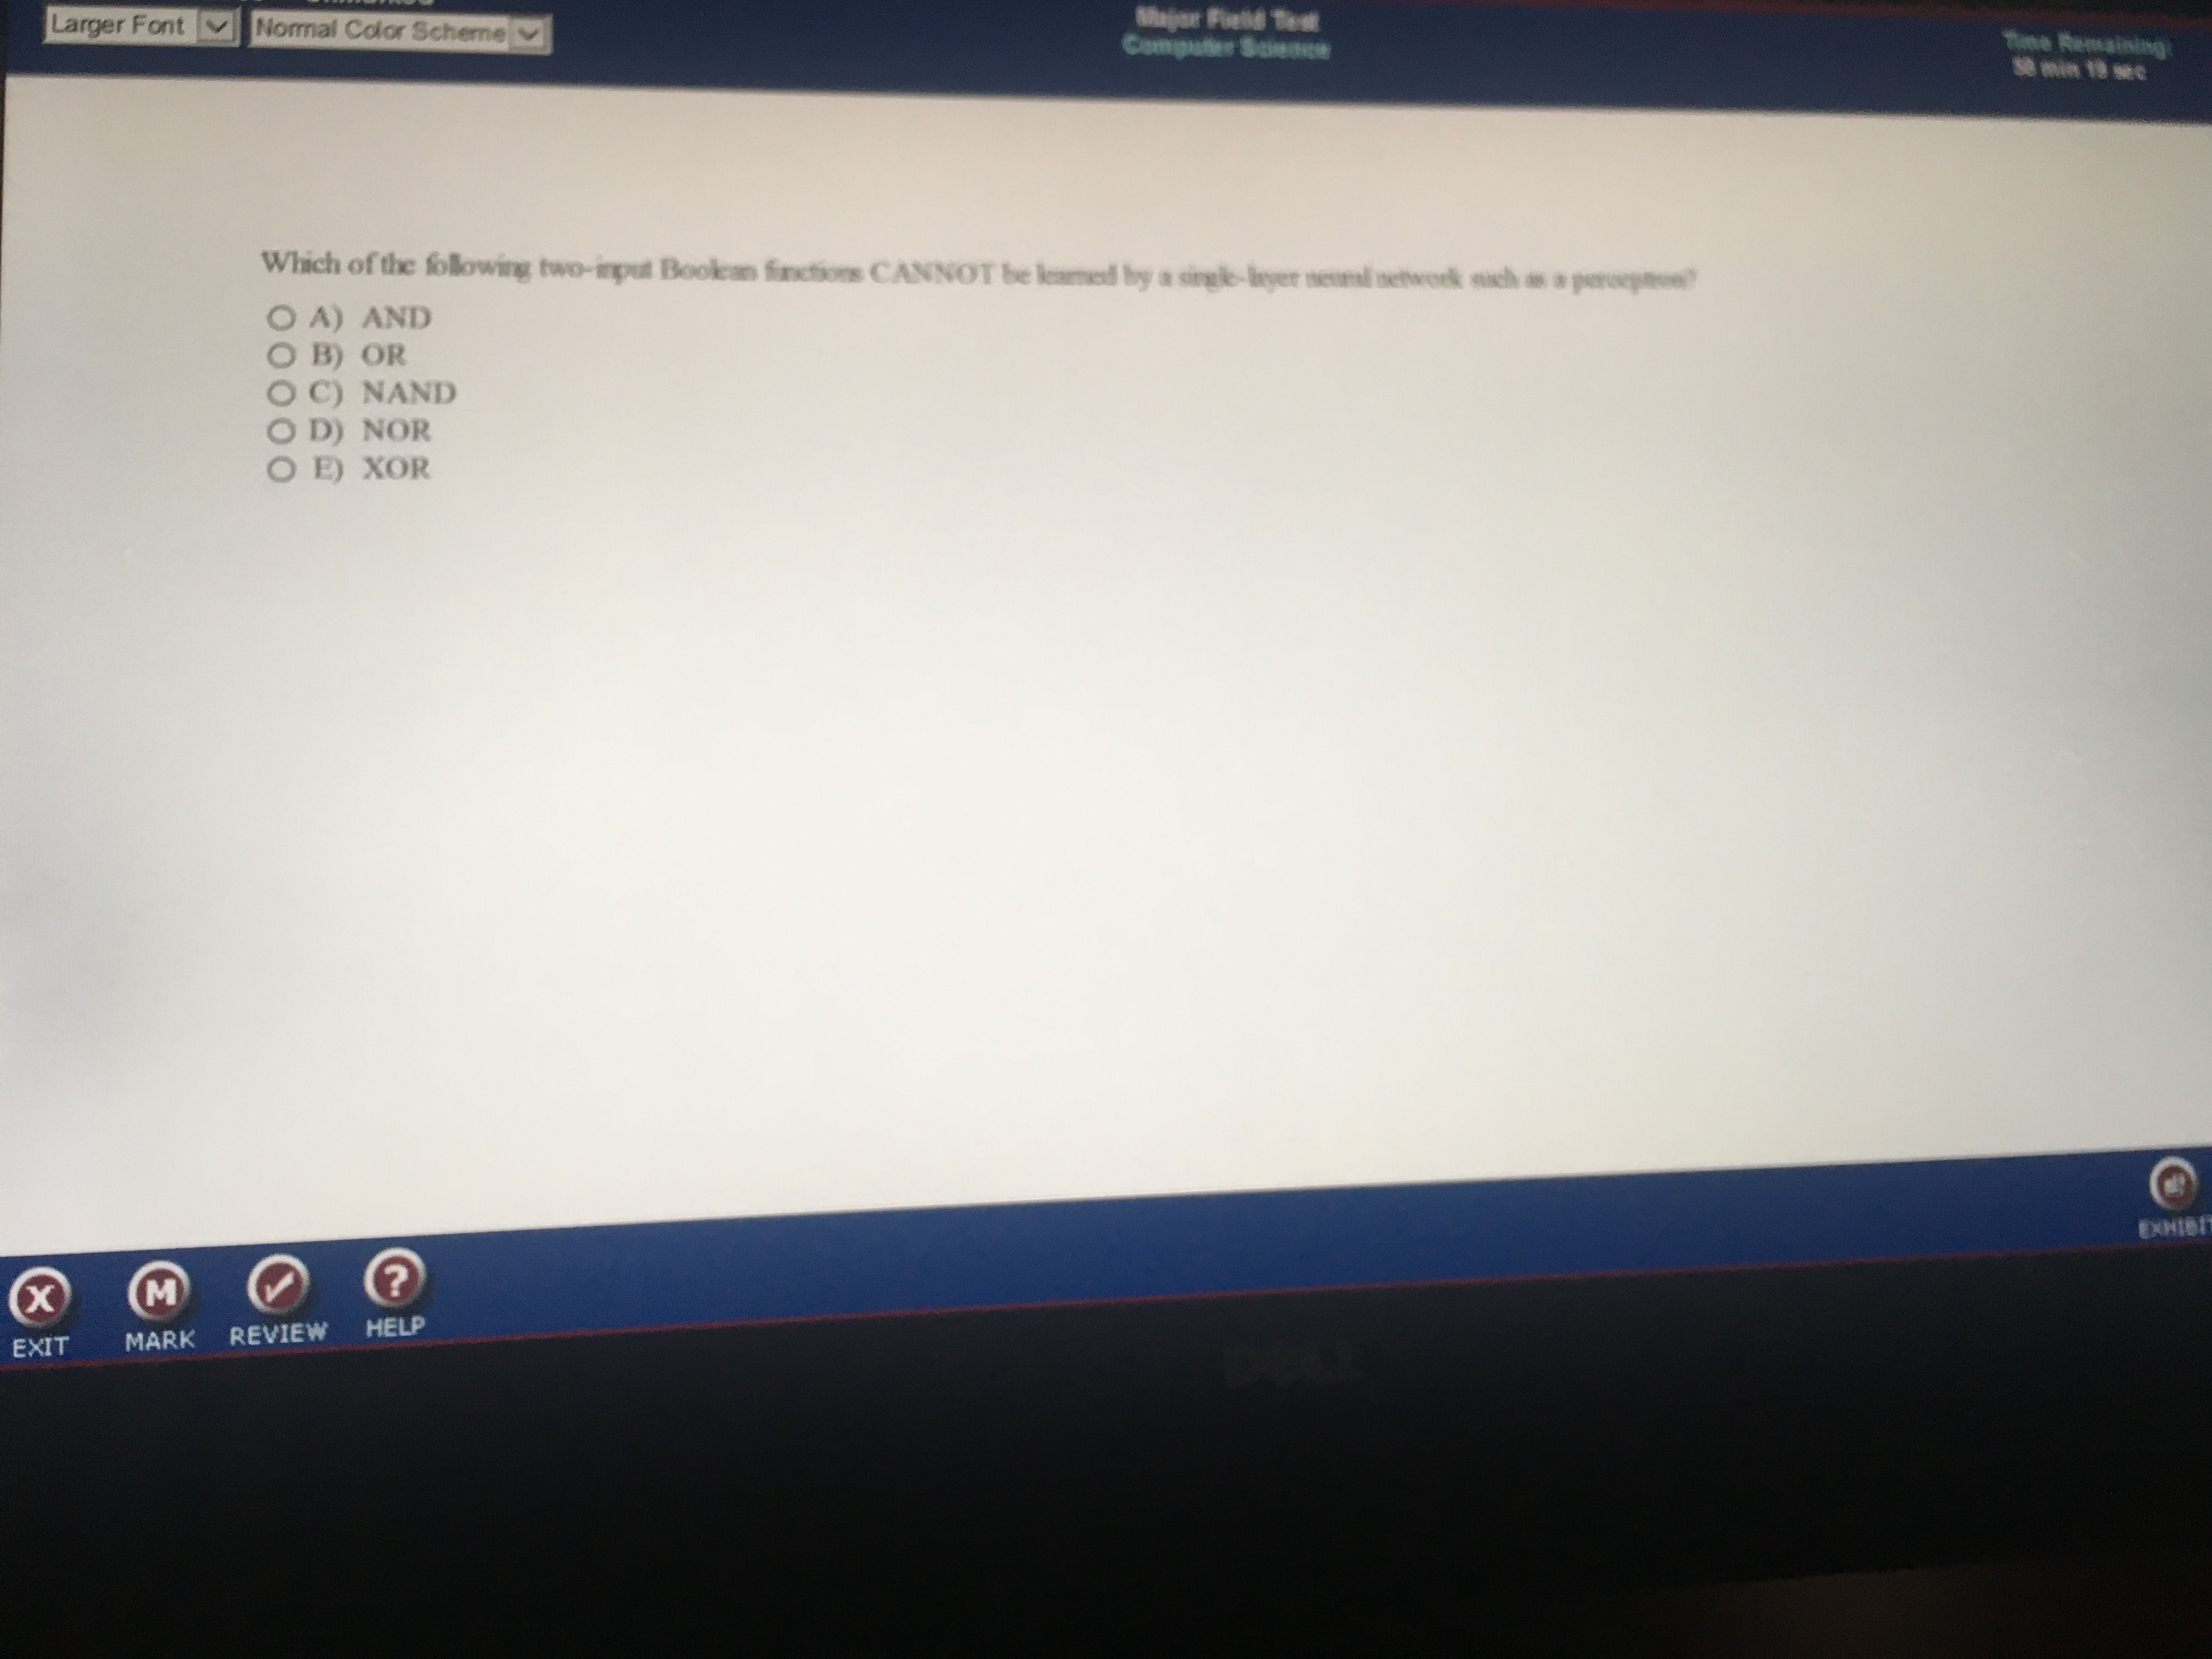 Larger Font
Normal Color Scheme
Major Field Test
Computer Science
Time Remaining:
58 min 19 sec
Which of the following two-input Boolean functions CANNOT be learned by a single-layer neural network such as a perceptron?
A) AND
B) OR
C) NAND
D) NOR
E) XOR
EXIT
MARK
REVIEW
HELP
EXHIBIT
DELL